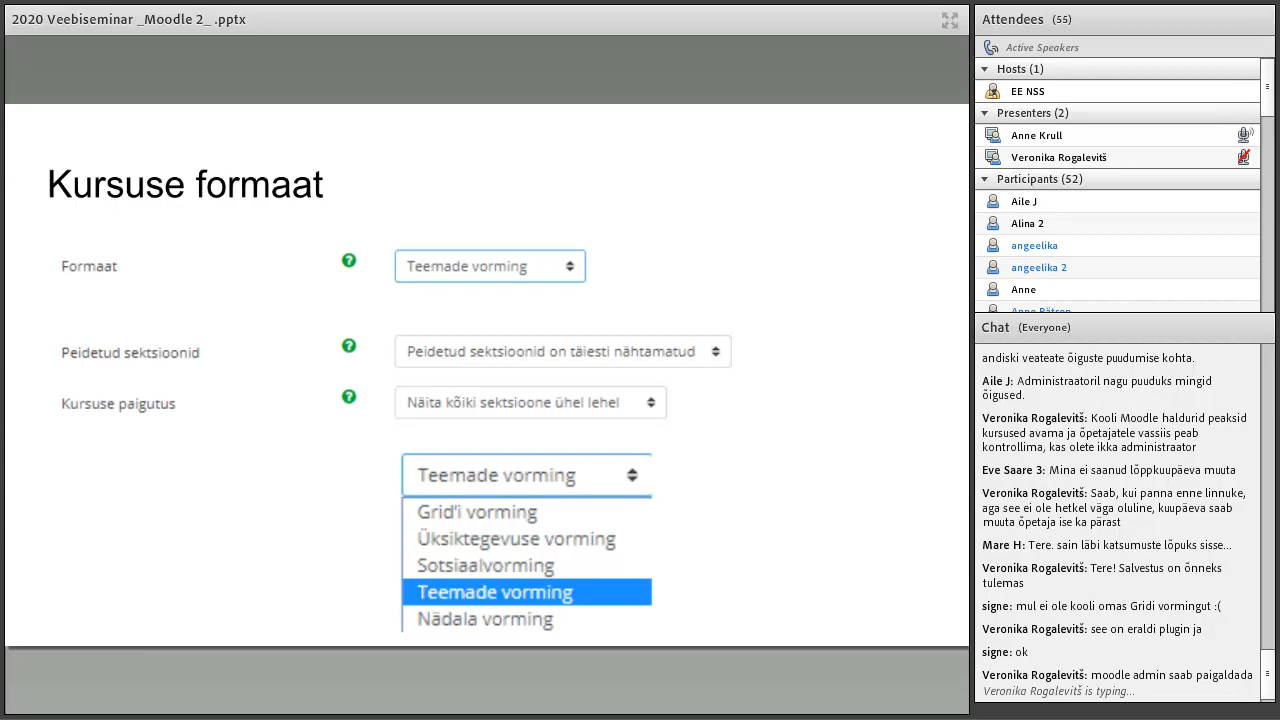 2020 Veebiseminar _Moodle 2_ .pptx
Kursuse formaat
Formaat
Teemade vorming
Peidetud sektsioonid
Peidetud sektsioonid on täiesti nähtamatud
Kursuse paigutus
Näita kõiki sektsioone ühel lehel
Teemade vorming
Grid'i vorming
Üksiktegevuse vorming
Sotsiaalvorming
Teemade vorming
Nädala vorming
Attendees (55)
Active Speakers
Hosts (1)
EE NSS
Presenters (2)
Anne Krull
Veronika Rogalevitš
Participants (52)
Aile J
Alina 2
angeelika
angeelika 2
Anne
Chat (Everyone)
andiski veateate õiguste puudumise kohta.
Aile J: Administraatoril nagu puuduks mingid
õigused.
Veronika Rogalevitš: Kooli Moodle haldurid peaksid
kursused avama ja õpetajatele vassiis peab
kontrollima, kas olete ikka administraator
Eve Saare 3: Mina ei saanud lõppkuupäeva muuta
Veronika Rogalevitš: Saab, kui panna enne linnuke,
aga see ei ole hetkel väga oluline, kuupäeva saab
muuta õpetaja ise ka pärast
Mare H: Tere. sain läbi katsumuste lõpuks sisse...
Veronika Rogalevitš: Tere! Salvestus on õnneks
tulemas
signe: mul ei ole kooli omas Grid'i vormingut :(
Veronika Rogalevitš: see on eraldi plugin ja
signe: ok
Veronika Rogalevitš: moodle admin saab paigaldada
Veronika Rogalevitš is typing...